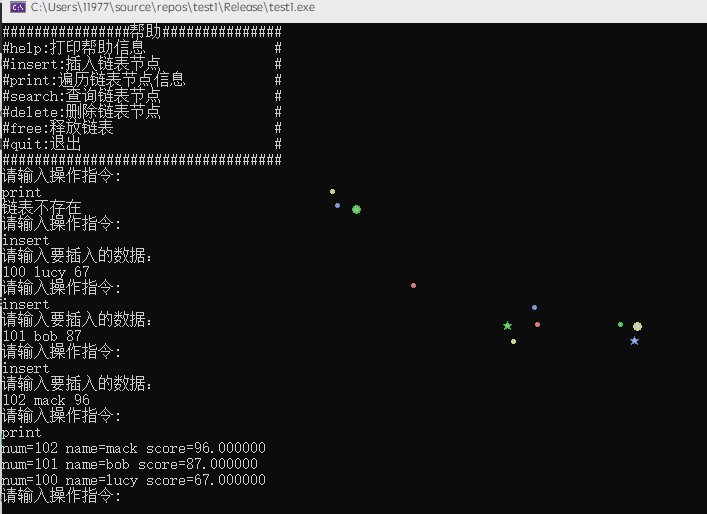 C:\Users\11977\source\repos\test1\Release\test1.exe
################帮助###############
#help:打印帮助信息 #
#insert:插入链表节点 #
#print:遍历链表节点信息 #
#search:查询链表节点 #
#delete:删除链表节点 #
#free:释放链表 #
#quit:退出 #
###################################
请输入操作指令:
print
链表不存在
请输入操作指令:
insert
请输入要插入的数据:
100 lucy 67
请输入操作指令:
insert
请输入要插入的数据:
101 bob 87
请输入操作指令:
insert
请输入要插入的数据:
102 mack 96
请输入操作指令:
print
num=102 name=mack score=96.000000
num=101 name=bob score=87.000000
num=100 name=lucy score=67.000000
请输入操作指令: